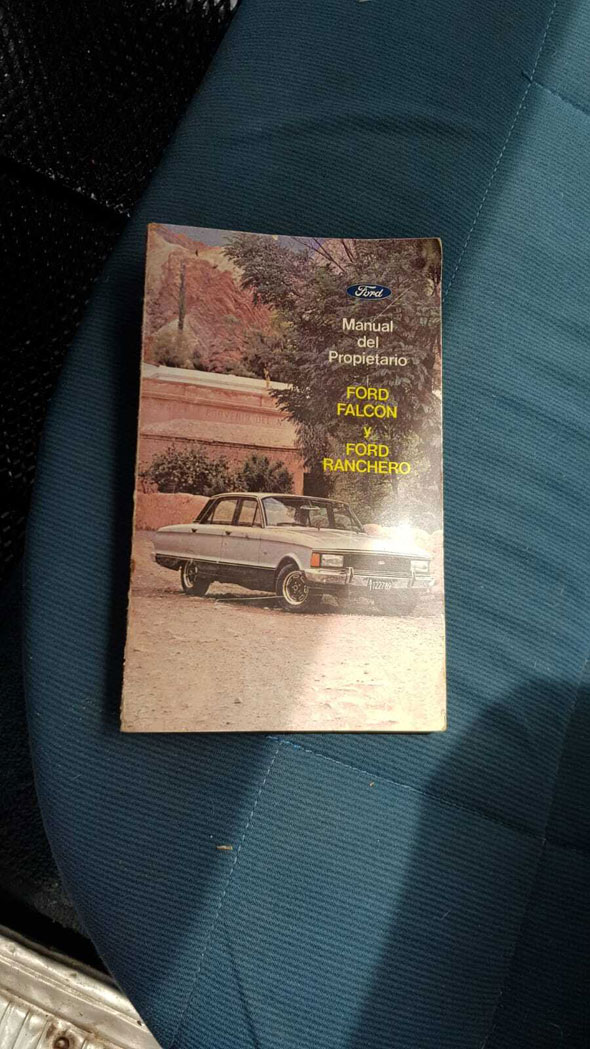 Ford
Manual
del
Propietario
FORD
FALCON
y
FORD
RANCHERO